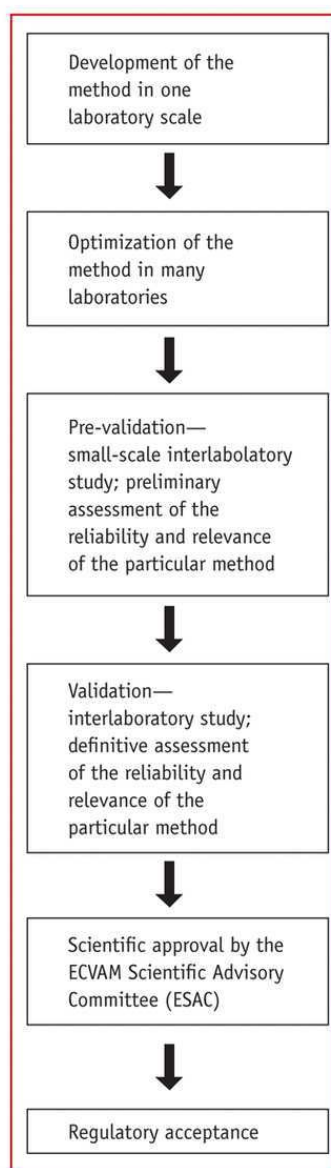 Development of the
method in one
laboratory scale
Optimization of the
method in many
laboratories
Pre-validation—
small-scale interlabolatory
study; preliminary
assessment of the
reliability and relevance
of the particular method
Validation—
interlaboratory study;
definitive assessment
of the reliability and
relevance of the
particular method
Scientific approval by the
ECVAM Scientific Advisory
Committee (ESAC)
Regulatory acceptance